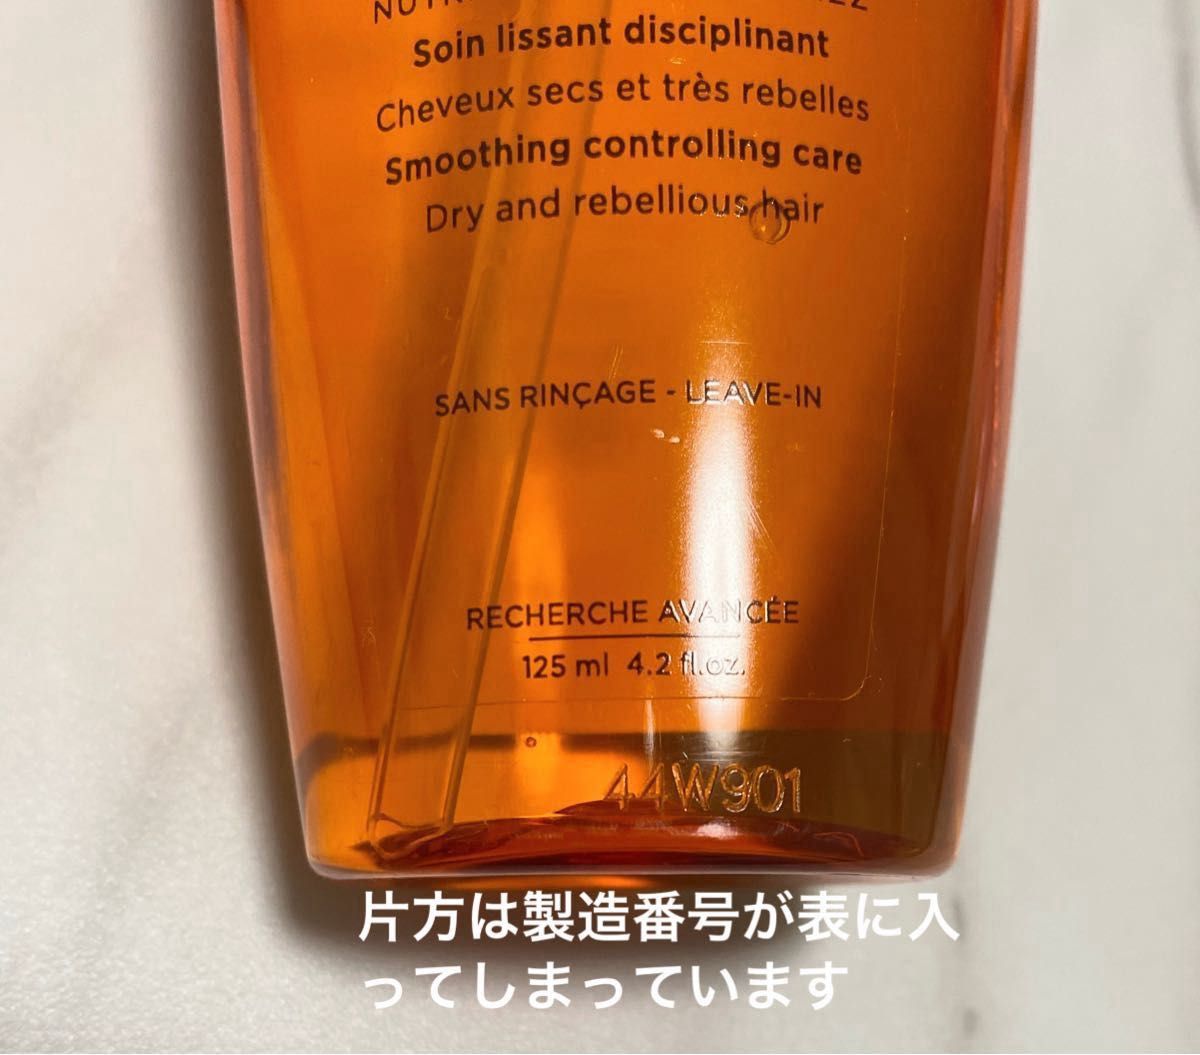 Soin lissant disciplinant
Cheveux secs et très rebelles
Smoothing controlling care
Dry and rebellious hair
SANS RINÇAGE - LEAVE-IN
RECHERCHE AVANCÉE
125 ml 4.2 fl.oz.
44W901
片方は製造番号が表に入
ってしまっています